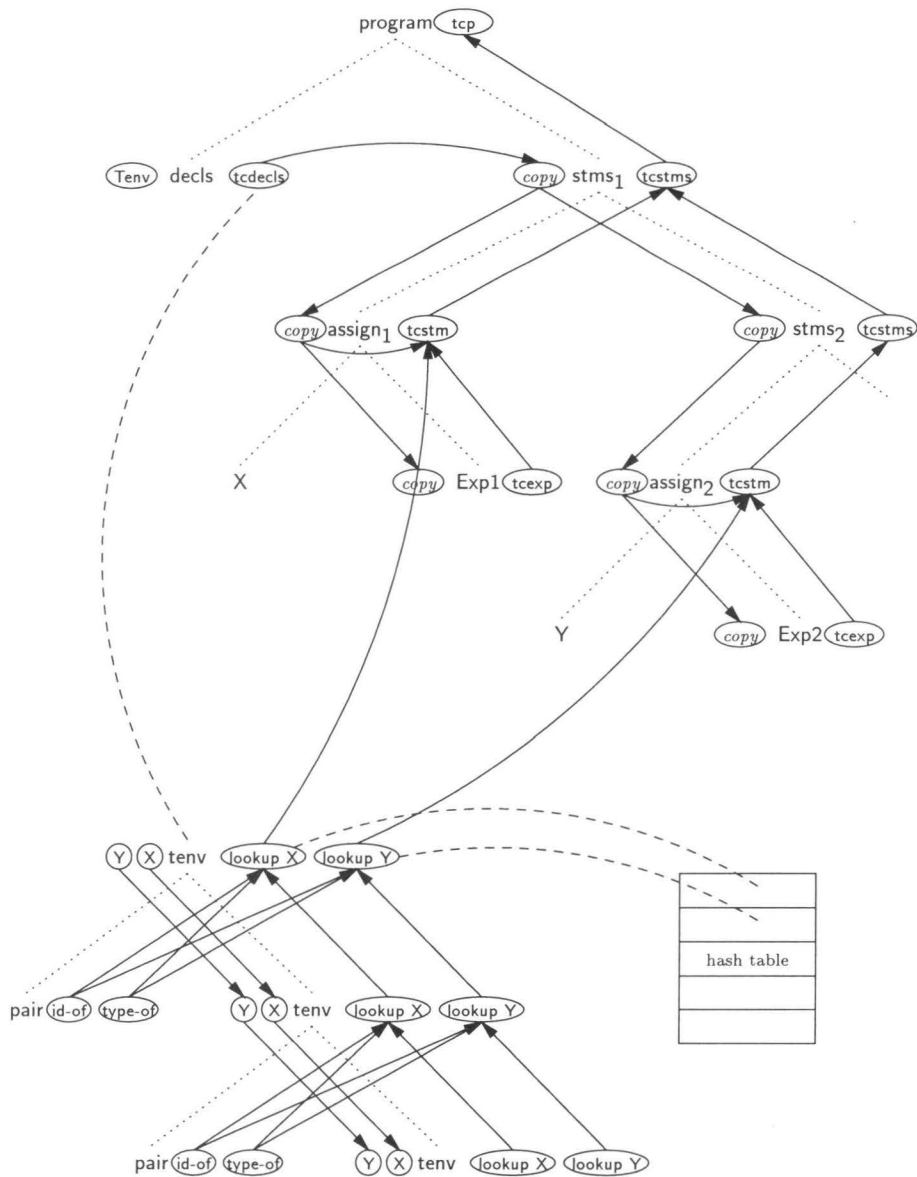 program tcp
Tenv decls tcdecls copy stms1 tcstms
copy assign1 tcstm copy stms2 tcstms
X copy Exp1 tcexp copy assign2 tcstm
Y copy Exp2 tcexp
Y X tenv lookup X lookup Y
hash table
pair id-of type-of Y X tenv lookup X lookup Y
pair id-of type-of Y X tenv lookup X lookup Y